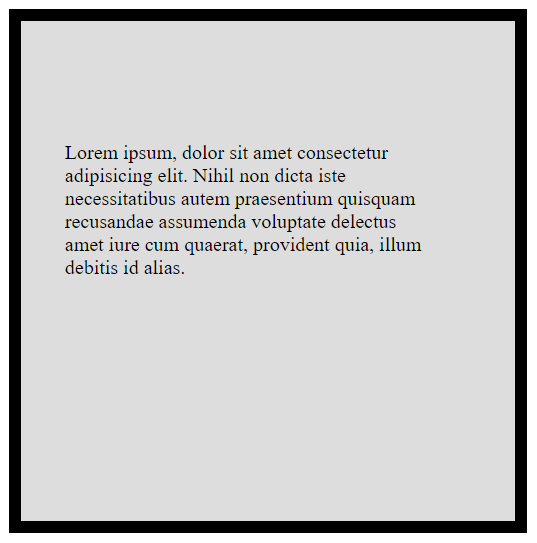 Lorem ipsum, dolor sit amet consectetur
adipisicing elit. Nihil non dicta iste
necessitatibus autem praesentium quisquam
recusandae assumenda voluptate delectus
amet iure cum quaerat, provident quia, illum
debitis id alias.